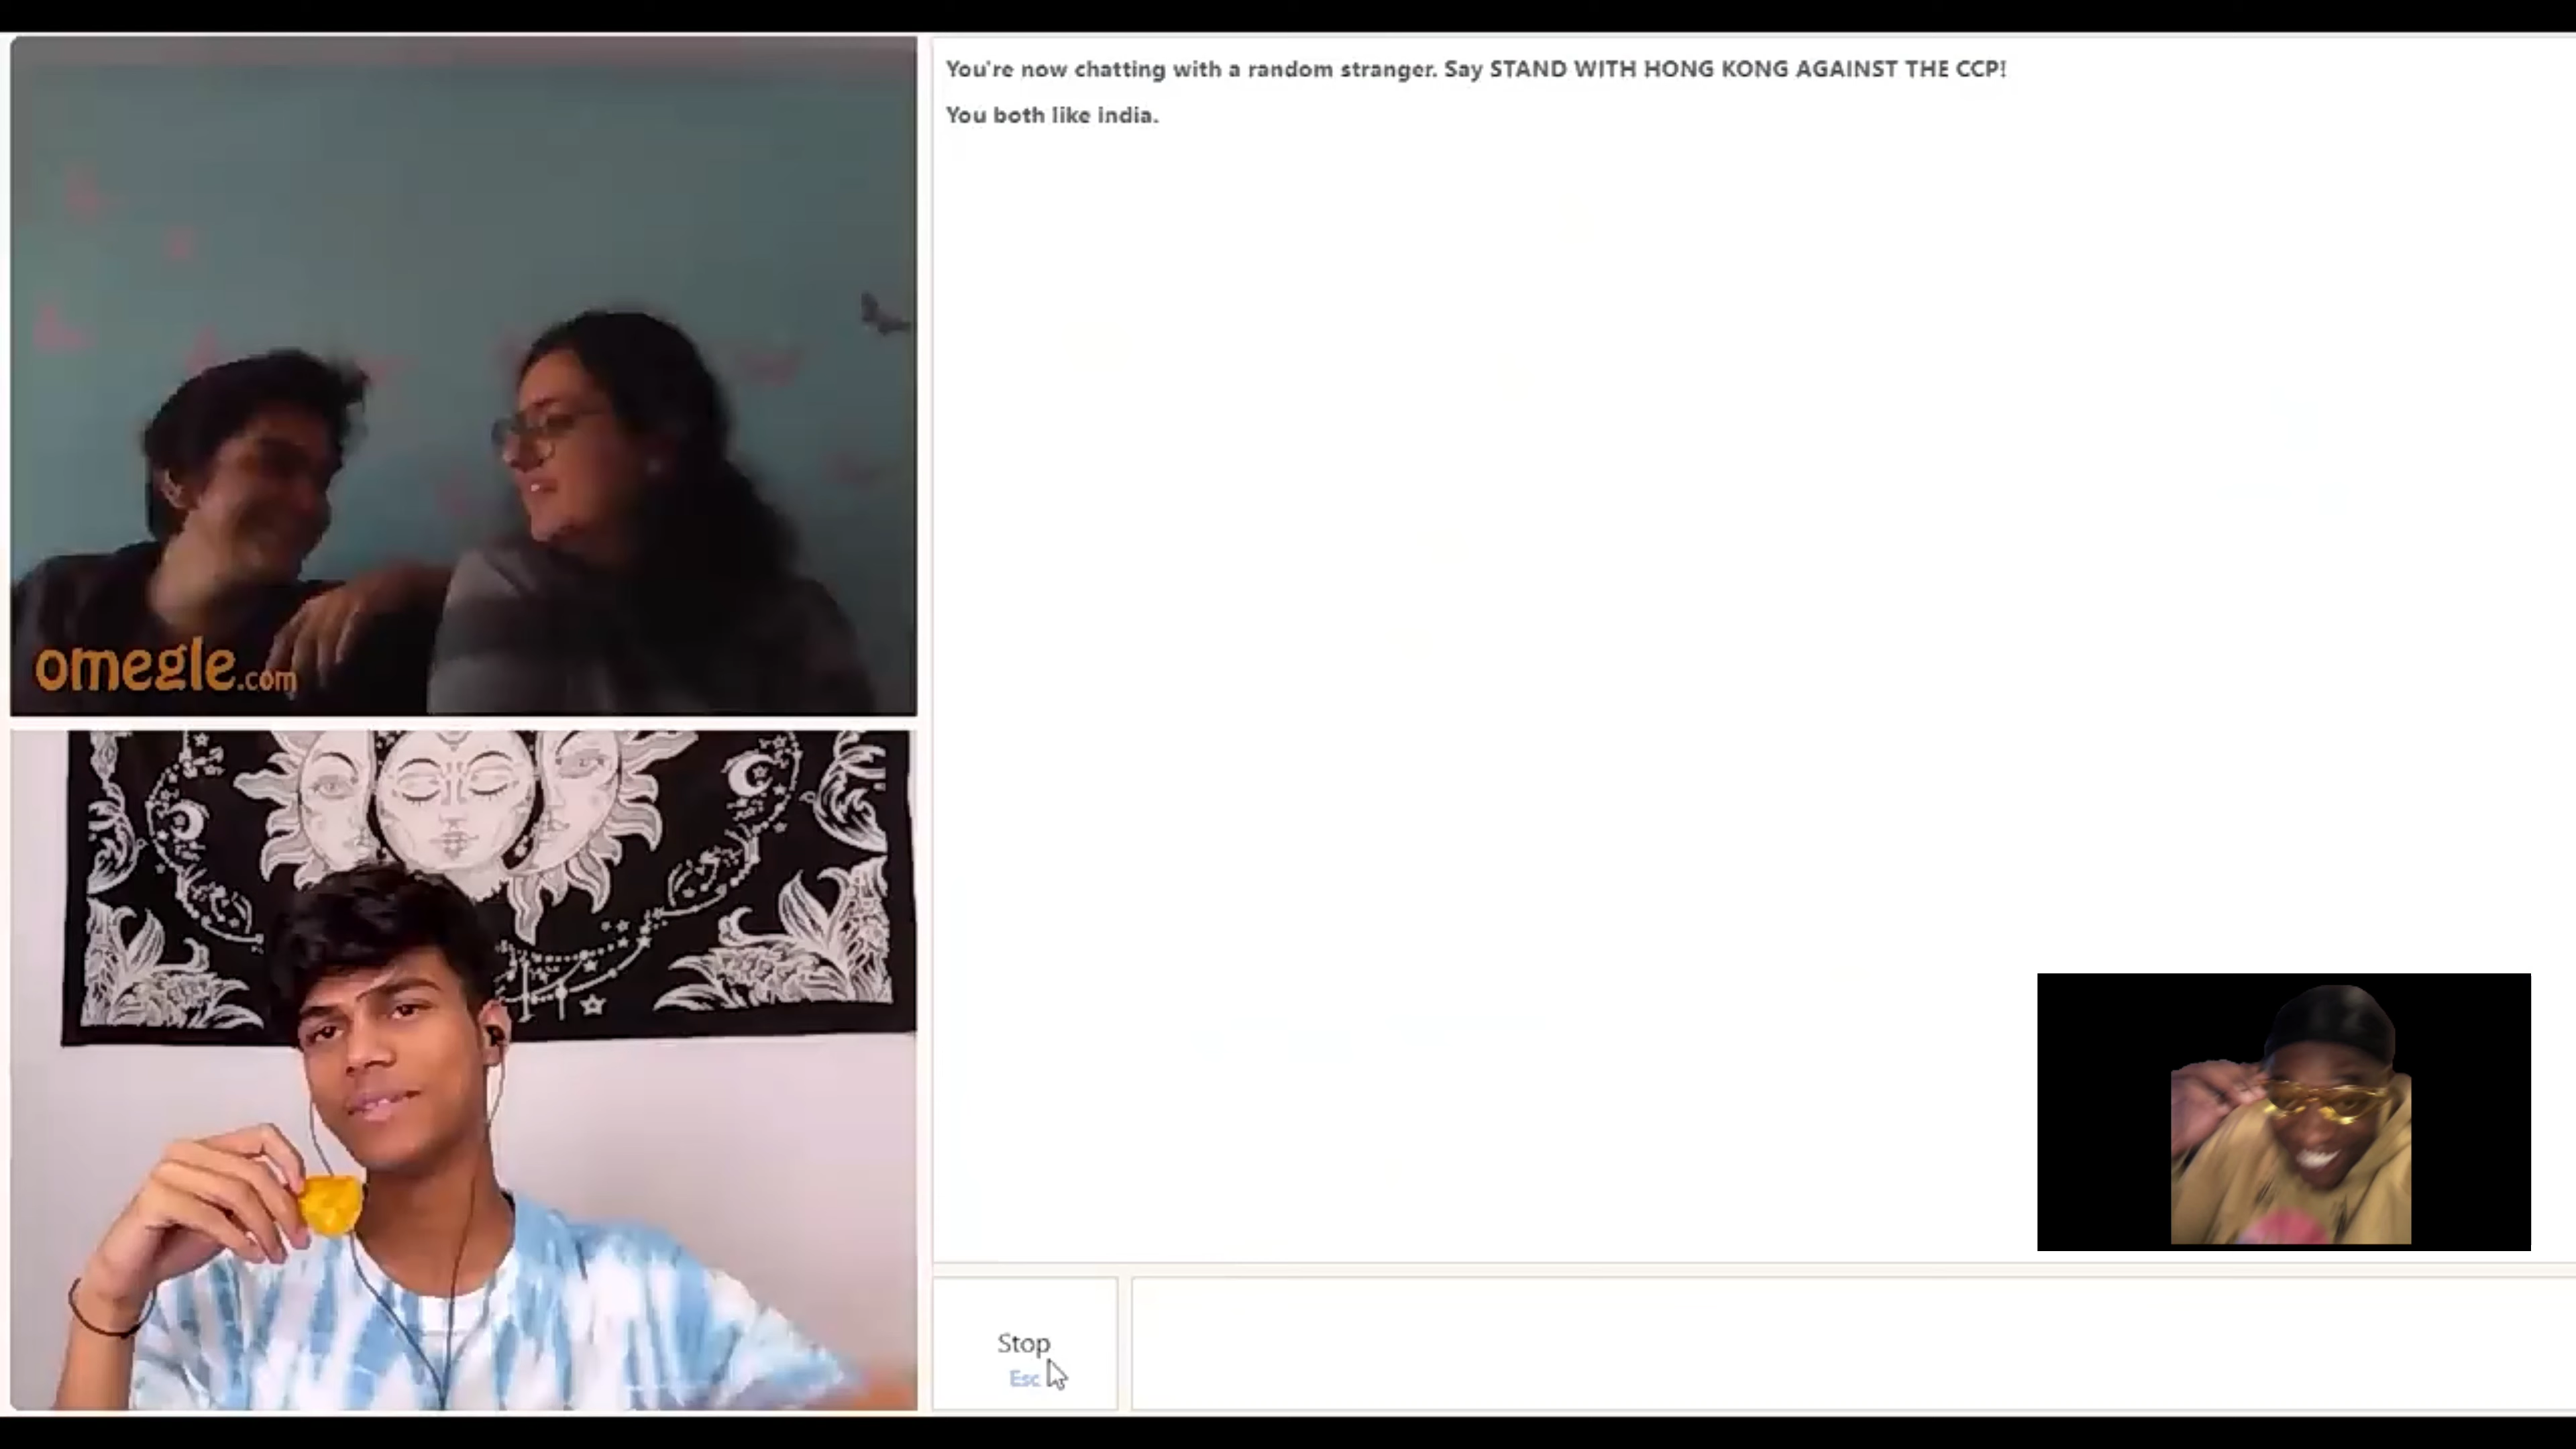 You're now chatting with a random stranger. Say STAND WITH HONG KONG AGAINST THE CCP!
You both like india.
omegle.com
Stop
Esc